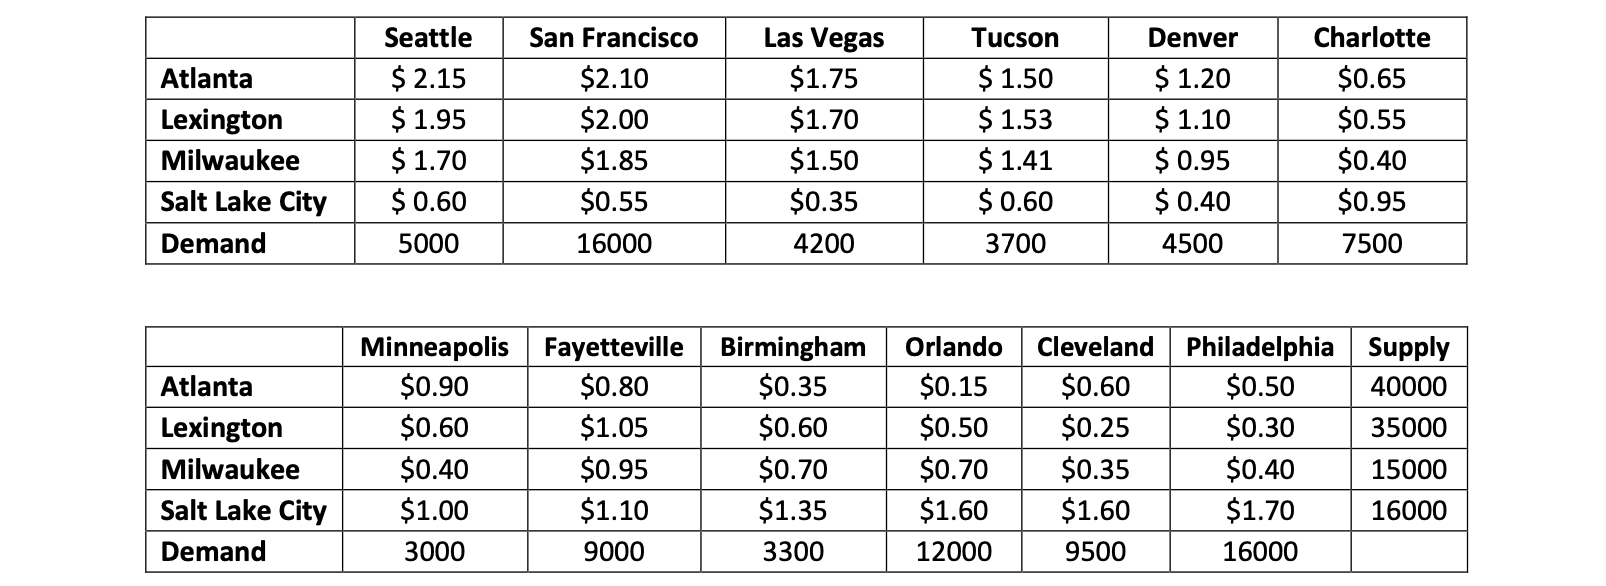 Seattle San Francisco Las Vegas Tucson Denver Charlotte
Atlanta $ 2.15 $2.10 $1.75 $ 1.50 $ 1.20 $0.65
Lexington $ 1.95 $2.00 $1.70 $ 1.53 $ 1.10 $0.55
Milwaukee $ 1.70 $1.85 $1.50 $ 1.41 $ 0.95 $0.40
Salt Lake City $ 0.60 $0.55 $0.35 $ 0.60 $ 0.40 $0.95
Demand 5000 16000 4200 3700 4500 7500
Minneapolis Fayetteville Birmingham Orlando Cleveland Philadelphia Supply
Atlanta $0.90 $0.80 $0.35 $0.15 $0.60 $0.50 40000
Lexington $0.60 $1.05 $0.60 $0.50 $0.25 $0.30 35000
Milwaukee $0.40 $0.95 $0.70 $0.70 $0.35 $0.40 15000
Salt Lake City $1.00 $1.10 $1.35 $1.60 $1.60 $1.70 16000
Demand 3000 9000 3300 12000 9500 16000